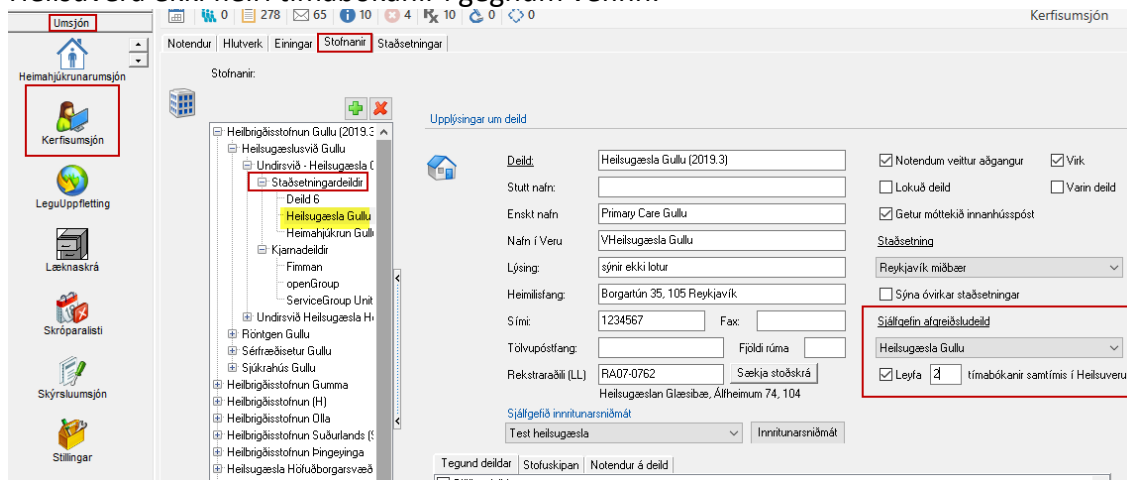 Umsjón
Heimahjúkrunarumsjón
Kerfisumsjón
LeguUppfletting
Læknaskrá
Skróparalisti
Skýrsluumsjón
Stillingar
0 278 65 10 4 10 0 0
Kerfisumsjón
Notendur Hlutverk Einingar Stofnanir Staðsetningar
Stofnanir:
Heilbrigðisstofnun Gullu (2019.3
Heilsugæslusvið Gullu
Undirsvið - Heilsugæsla
Staðsetningardeildir
Deild 6
Heilsugæsla Gullu
Heimahjúkrun Gull
Kjarnadeildir
Fimman
openGroup
ServiceGroup Unit
Undirsvið Heilsugæsla H
Röntgen Gullu
Sérfræðisetur Gullu
Sjúkrahús Gullu
Heilbrigðisstofnun Gumma
Heilbrigðisstofnun (H)
Heilbrigðisstofnun Olla
Heilbrigðisstofnun Suðurlands (S
Heilbrigðisstofnun Þingeyinga
Heilsugæsla Höfuðborgarsvæð
Upplýsingar um deild
Deild: Heilsugæsla Gullu (2019.3)
Stutt nafn:
Enskt nafn Primary Care Gullu
Nafn í Veru VHeilsugæsla Gullu
Lýsing: sýnir ekki lotur
Heimilisfang: Borgartún 35, 105 Reykjavík
Sími: 1234567 Fax:
Tölvupóstfang: Fjöldi rúma
Rekstraraðili (LL) RA07-0762 Sækja stoðskrá
Heilsugæslan Glæsibæ, Álfheimum 74, 104
Sjálfgefið innritunarsniðmát
Test heilsugæsla Innritunarsniðmát
Tegund deildar Stofuskipan Notendur á deild
Notendum veittur aðgangur Virk
Lokuð deild Varin deild
Getur móttekið innanhússpóst
Staðsetning
Reykjavík miðbær
Sýna óvirkar staðsetningar
Sjálfgefin afgreiðsludeild
Heilsugæsla Gullu
Leyfa 2 tímabókanir samtímis í Heilsuveru